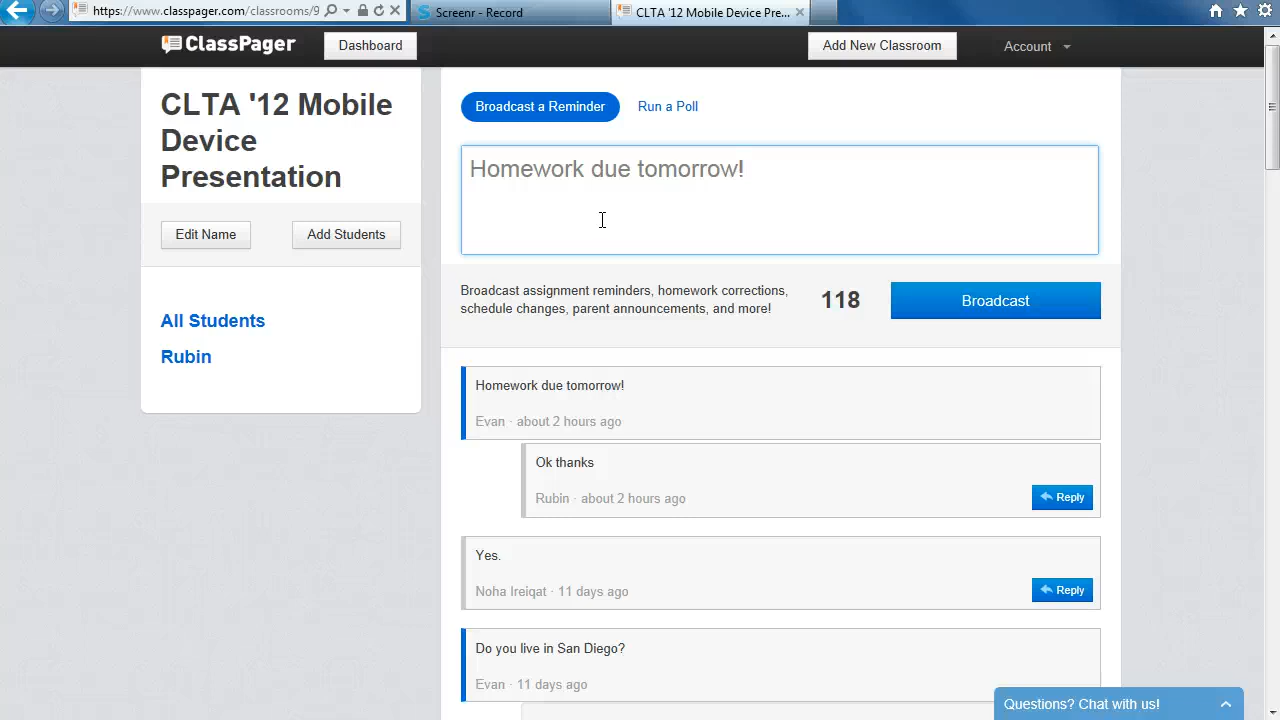 https://www.classpager.com/classrooms/9
Screenr - Record
CLTA '12 Mobile Device Pre...
ClassPager
Dashboard
Add New Classroom
Account
CLTA '12 Mobile
Device
Presentation
Edit Name
Add Students
All Students
Rubin
Broadcast a Reminder
Run a Poll
Homework due tomorrow!
Broadcast assignment reminders, homework corrections,
schedule changes, parent announcements, and more!
118
Broadcast
Homework due tomorrow!
Evan · about 2 hours ago
Ok thanks
Rubin · about 2 hours ago
Reply
Yes.
Noha Ireiqat · 11 days ago
Reply
Do you live in San Diego?
Evan · 11 days ago
Questions? Chat with us!